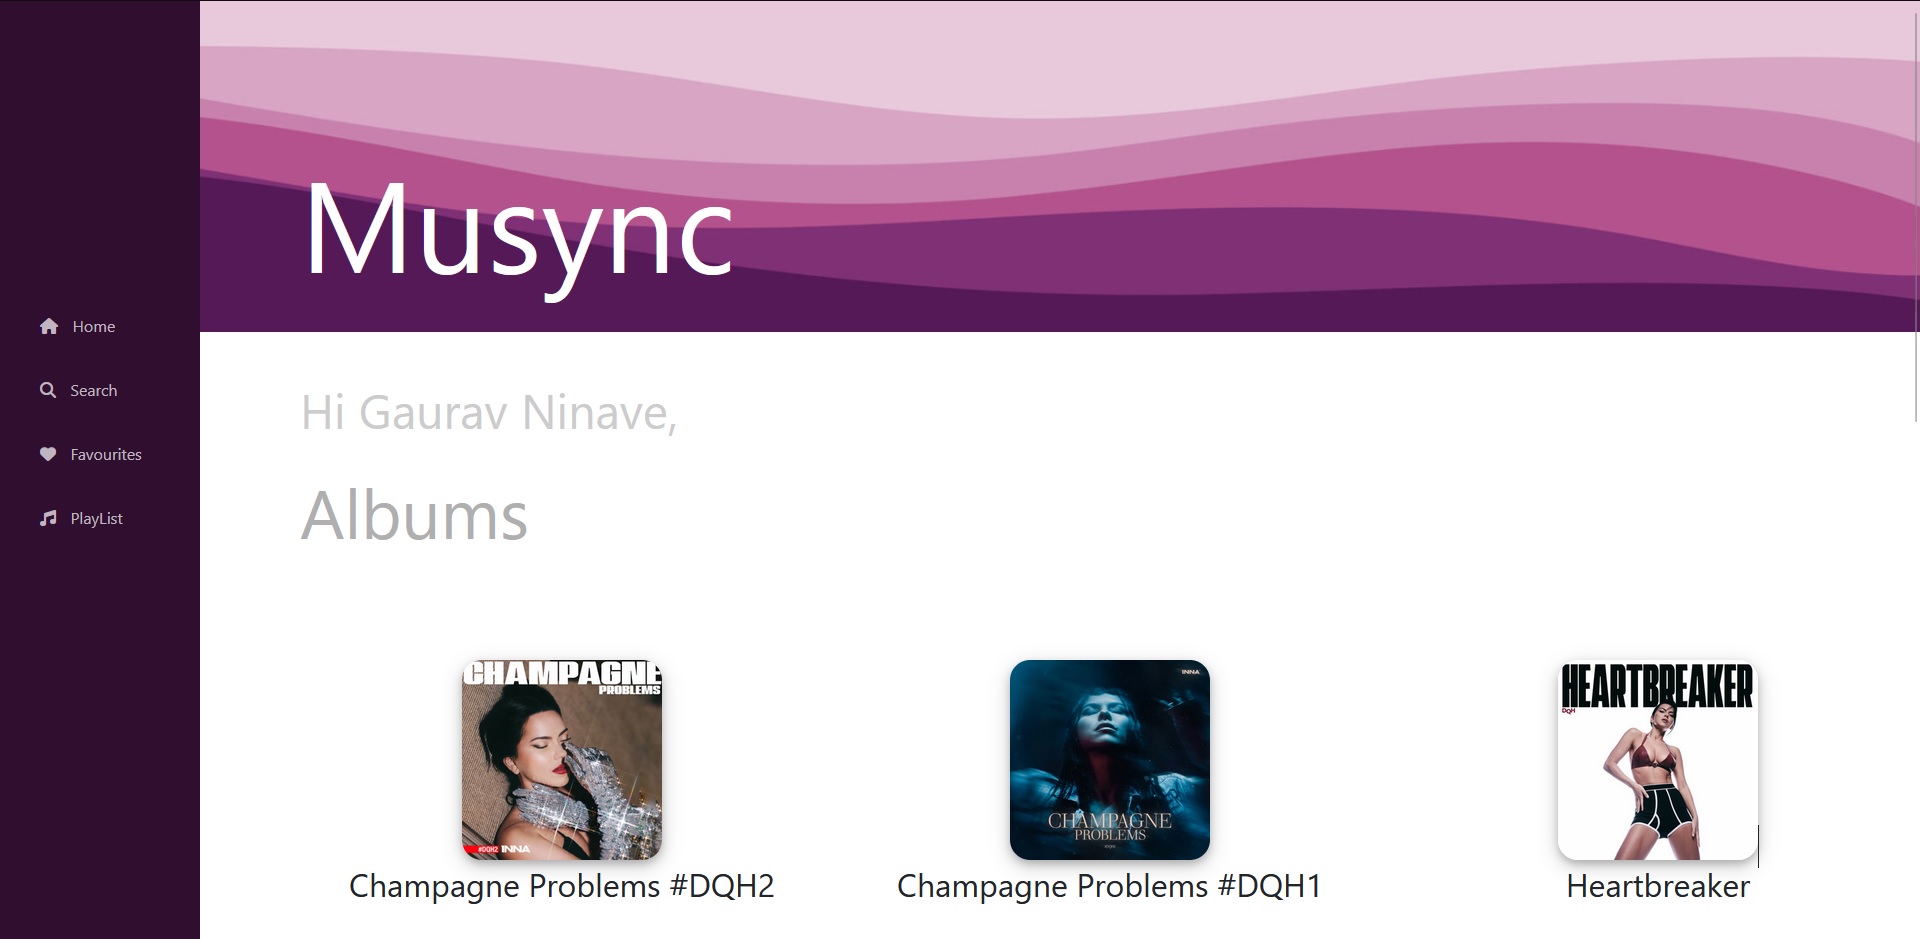 Musync
Home
Search
Favourites
PlayList
Hi Gaurav Ninave,
Albums
CHAMPAGNE
PROBLEMS
#DQH2 INNA
Champagne Problems #DQH2
INNA
CHAMPAGNE
PROBLEMS
Champagne Problems #DQH1
HEARTBREAKER
DQH
Heartbreaker